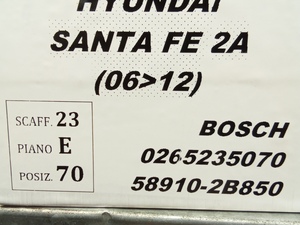 HYUNDAI
SANTA FE 2A
(06>12)
SCAFF. 23
PIANO E
POSIZ. 70
BOSCH
0265235070
58910-2B850